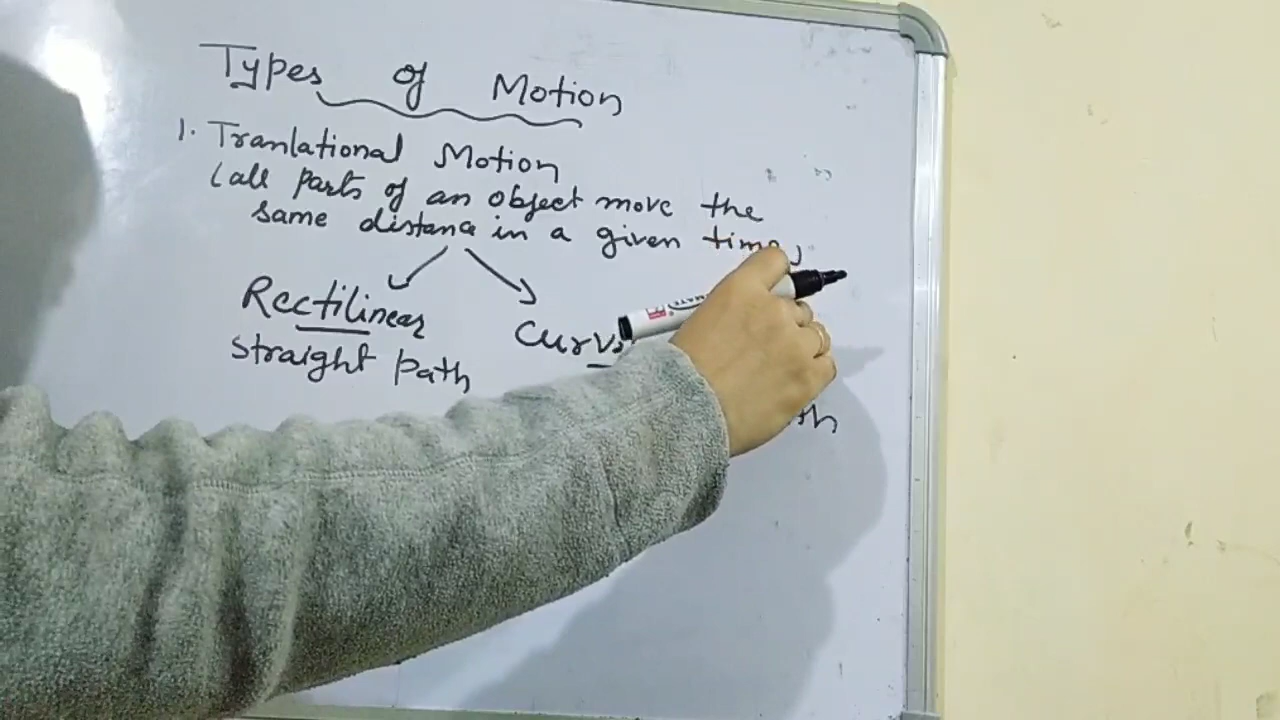 Types of Motion
1. Tranlational Motion
(all parts of an object move the
same distance in a given time)
Rectilinear
straight path